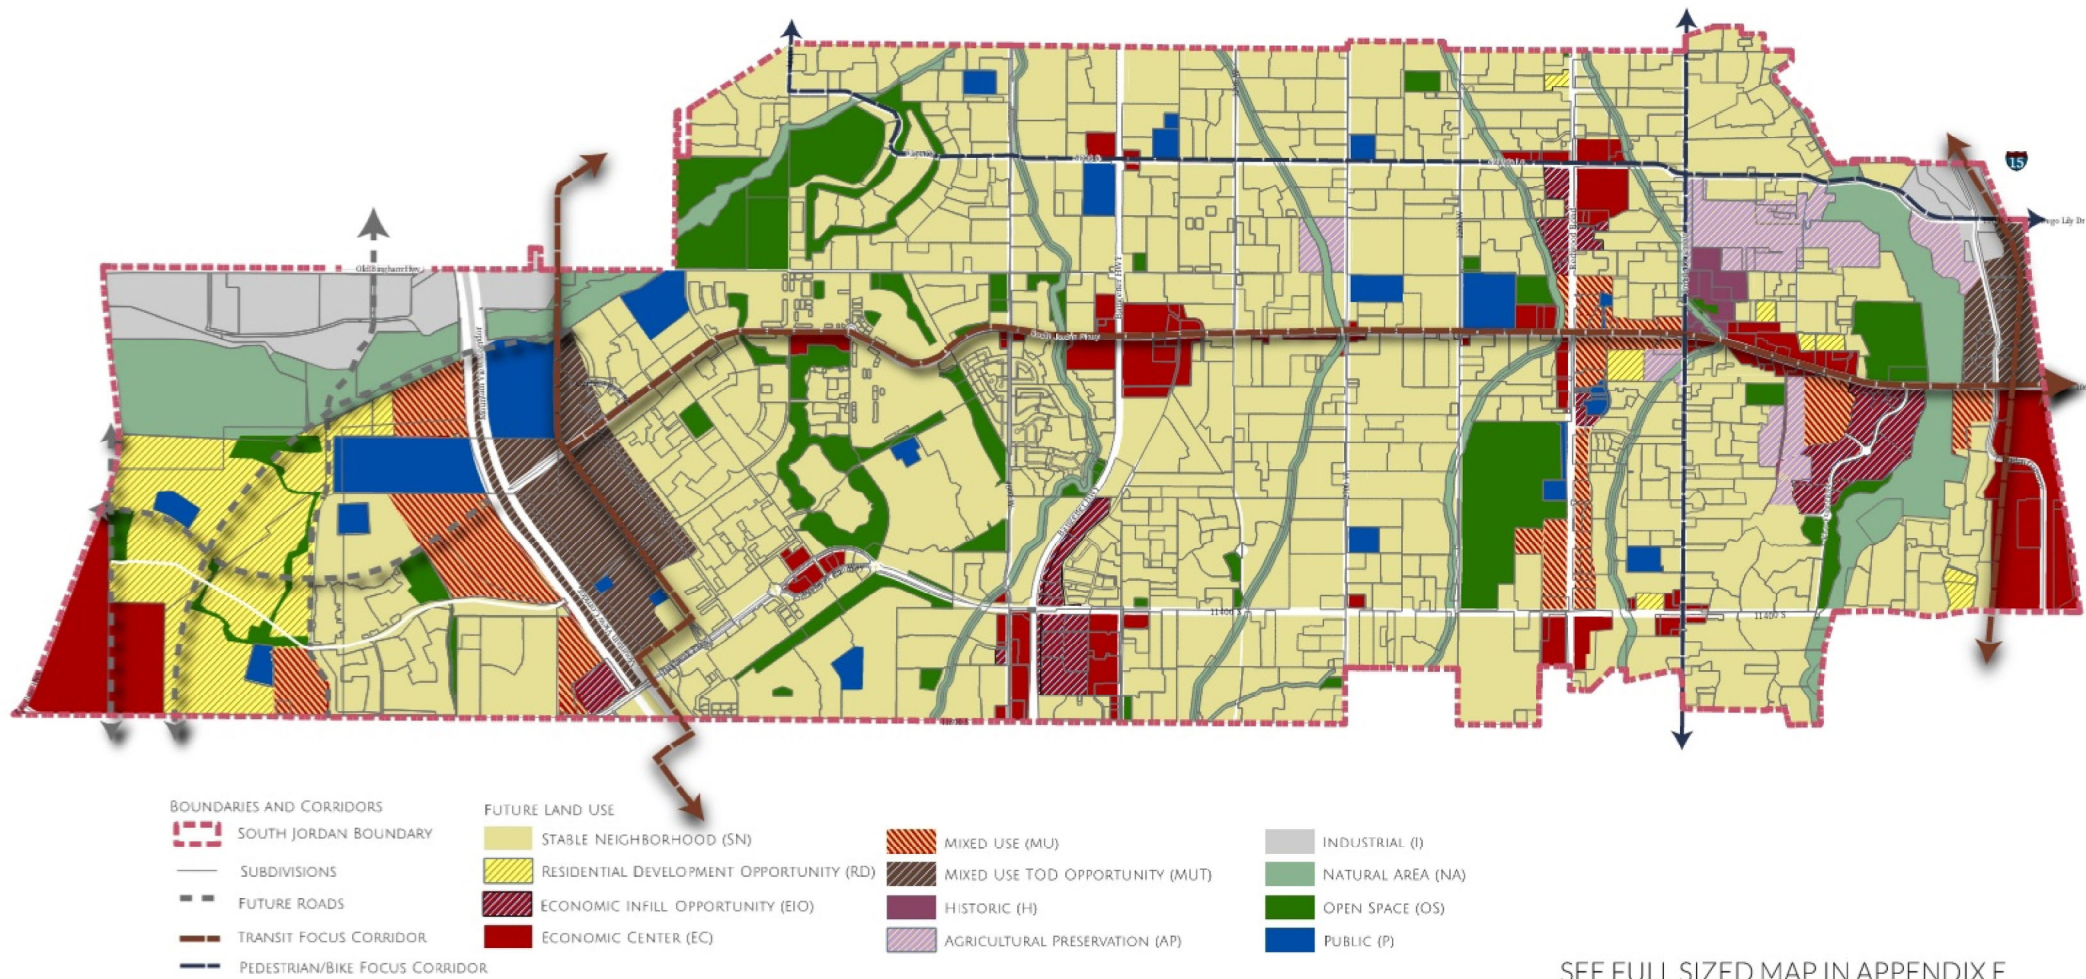 15
Old Bingham Hwy
11400 S
11400 S
BOUNDARIES AND CORRIDORS
SOUTH JORDAN BOUNDARY
SUBDIVISIONS
FUTURE ROADS
TRANSIT FOCUS CORRIDOR
PEDESTRIAN/BIKE FOCUS CORRIDOR
FUTURE LAND USE
STABLE NEIGHBORHOOD (SN)
RESIDENTIAL DEVELOPMENT OPPORTUNITY (RD)
ECONOMIC INFILL OPPORTUNITY (EIO)
ECONOMIC CENTER (EC)
MIXED USE (MU)
MIXED USE TOD OPPORTUNITY (MUT)
HISTORIC (H)
AGRICULTURAL PRESERVATION (AP)
INDUSTRIAL (I)
NATURAL AREA (NA)
OPEN SPACE (OS)
PUBLIC (P)
SEE FULL SIZED MAP IN APPENDIX E